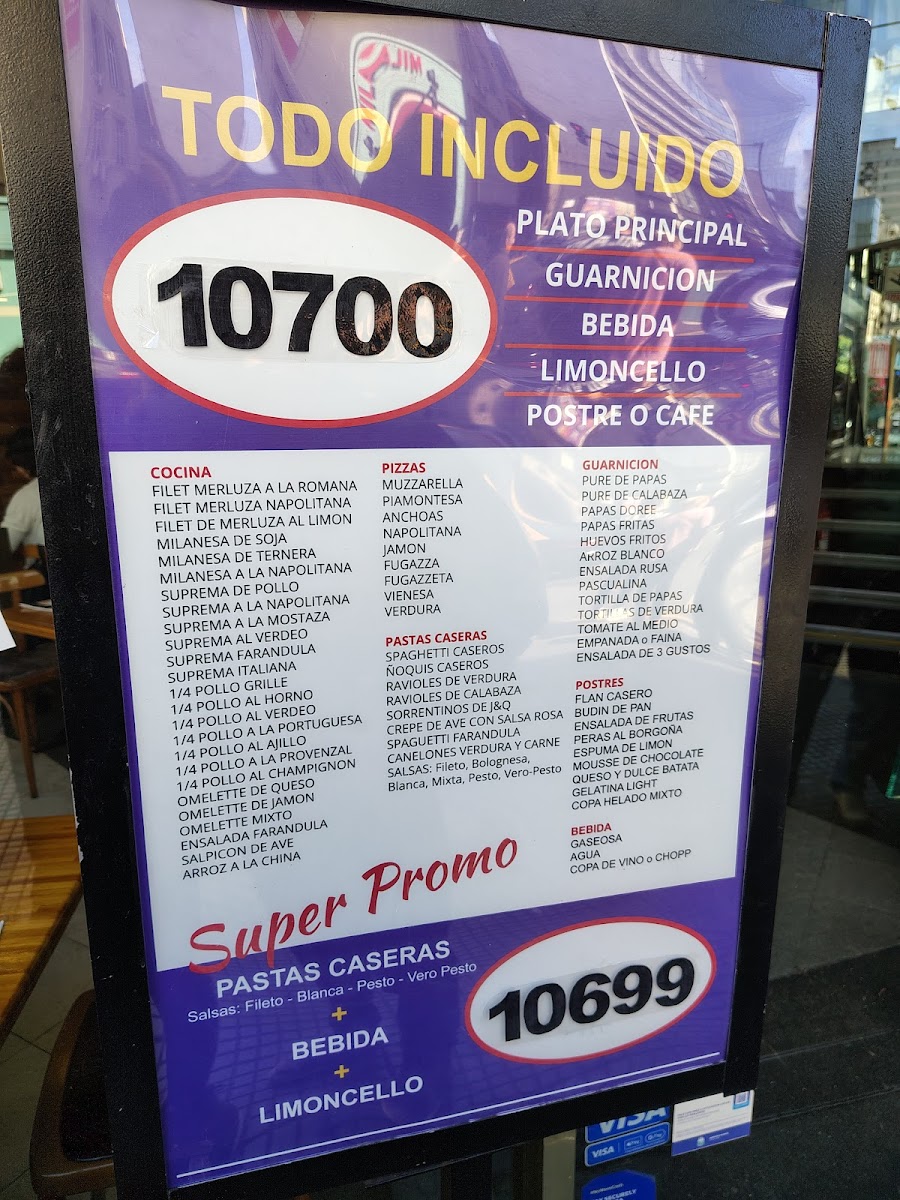 TODO INCLUIDO
10700
PLATO PRINCIPAL
GUARNICION
BEBIDA
LIMONCELLO
POSTRE O CAFE
COCINA
FILET MERLUZA A LA ROMANA
FILET MERLUZA NAPOLITANA
FILET DE MERLUZA AL LIMON
MILANESA DE SOJA
MILANESA DE TERNERA
MILANESA A LA NAPOLITANA
SUPREMA DE POLLO
SUPREMA A LA NAPOLITANA
SUPREMA A LA MOSTAZA
SUPREMA AL VERDEO
SUPREMA FARANDULA
SUPREMA ITALIANA
1/4 POLLO GRILLE
1/4 POLLO AL HORNO
1/4 POLLO AL VERDEO
1/4 POLLO A LA PORTUGUESA
1/4 POLLO AL AJILLO
1/4 POLLO A LA PROVENZAL
1/4 POLLO AL CHAMPIGNON
OMELETTE DE QUESO
OMELETTE DE JAMON
OMELETTE MIXTO
ENSALADA FARANDULA
SALPICON DE AVE
ARROZ A LA CHINA
PIZZAS
MUZZARELLA
PIAMONTESA
ANCHOAS
NAPOLITANA
JAMON
FUGAZZA
FUGAZZETA
VIENESA
VERDURA
PASTAS CASERAS
SPAGHETTI CASEROS
ÑOQUIS CASEROS
RAVIOLES DE VERDURA
RAVIOLES DE CALABAZA
SORRENTINOS DE J&Q
CREPE DE AVE CON SALSA ROSA
SPAGUETTI FARANDULA
CANELONES VERDURA Y CARNE
SALSAS: Fileto, Bolognesa,
Blanca, Mixta, Pesto, Vero-Pesto
GUARNICION
PURE DE PAPAS
PURE DE CALABAZA
PAPAS DOREE
PAPAS FRITAS
HUEVOS FRITOS
ARROZ BLANCO
ENSALADA RUSA
PASCUALINA
TORTILLA DE PAPAS
TORTILLAS DE VERDURA
TOMATE AL MEDIO
EMPANADA o FAINA
ENSALADA DE 3 GUSTOS
POSTRES
FLAN CASERO
BUDIN DE PAN
ENSALADA DE FRUTAS
PERAS AL BORGOÑA
ESPUMA DE LIMON
MOUSSE DE CHOCOLATE
QUESO Y DULCE BATATA
GELATINA LIGHT
COPA HELADO MIXTO
BEBIDA
GASEOSA
AGUA
COPA DE VINO o CHOPP
Super Promo
PASTAS CASERAS
Salsas: Fileto - Blanca - Pesto - Vero Pesto
+
BEBIDA
+
LIMONCELLO
10699
VISA
VISA